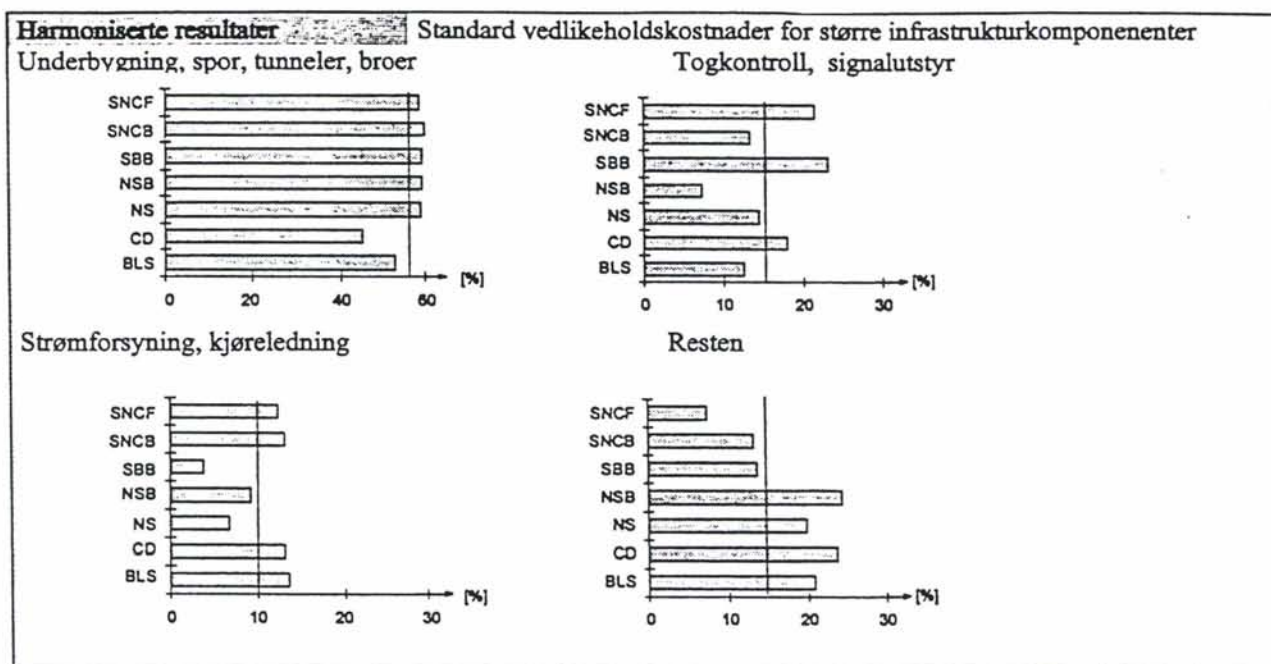 Harmoniserte resultater Standard vedlikeholdskostnader for større infrastrukturkomponenenter
Underbygning, spor, tunneler, broer
SNCF
SNCB
SBB
NSB
NS
CD
BLS
[%]
0 20 40 60
Togkontroll, signalutstyr
SNCF
SNCB
SBB
NSB
NS
CD
BLS
[%]
0 10 20 30
Strømforsyning, kjøreledning
SNCF
SNCB
SBB
NSB
NS
CD
BLS
[%]
0 10 20 30
Resten
SNCF
SNCB
SBB
NSB
NS
CD
BLS
[%]
0 10 20 30